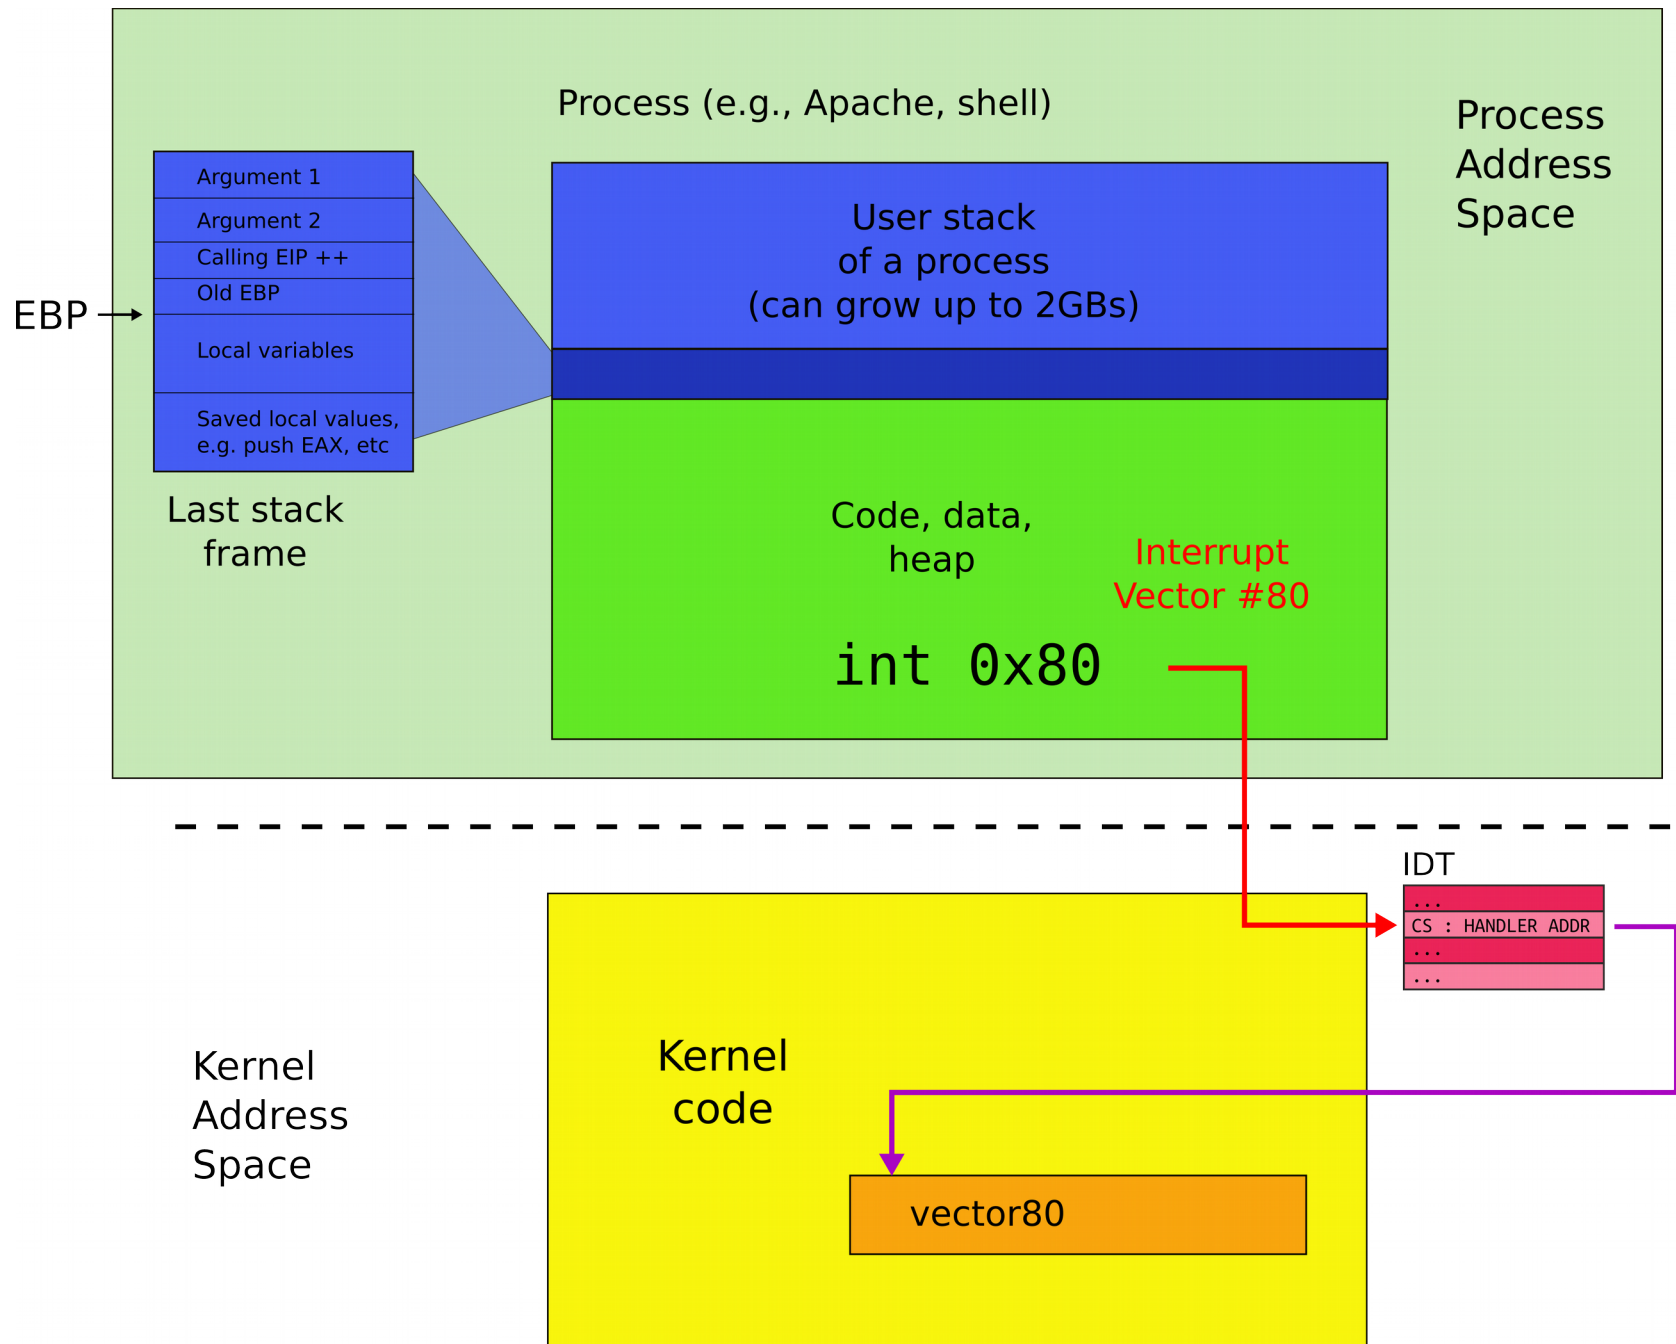 Process (e.g., Apache, shell)
Process
Address
Space
Argument 1
Argument 2
Calling EIP ++
Old EBP
EBP
Local variables
Saved local values,
e.g. push EAX, etc
Last stack
frame
User stack
of a process
(can grow up to 2GBs)
Code, data,
heap
Interrupt
Vector #80
int 0x80
IDT
...
CS : HANDLER ADDR
...
...
Kernel
Address
Space
Kernel
code
vector80